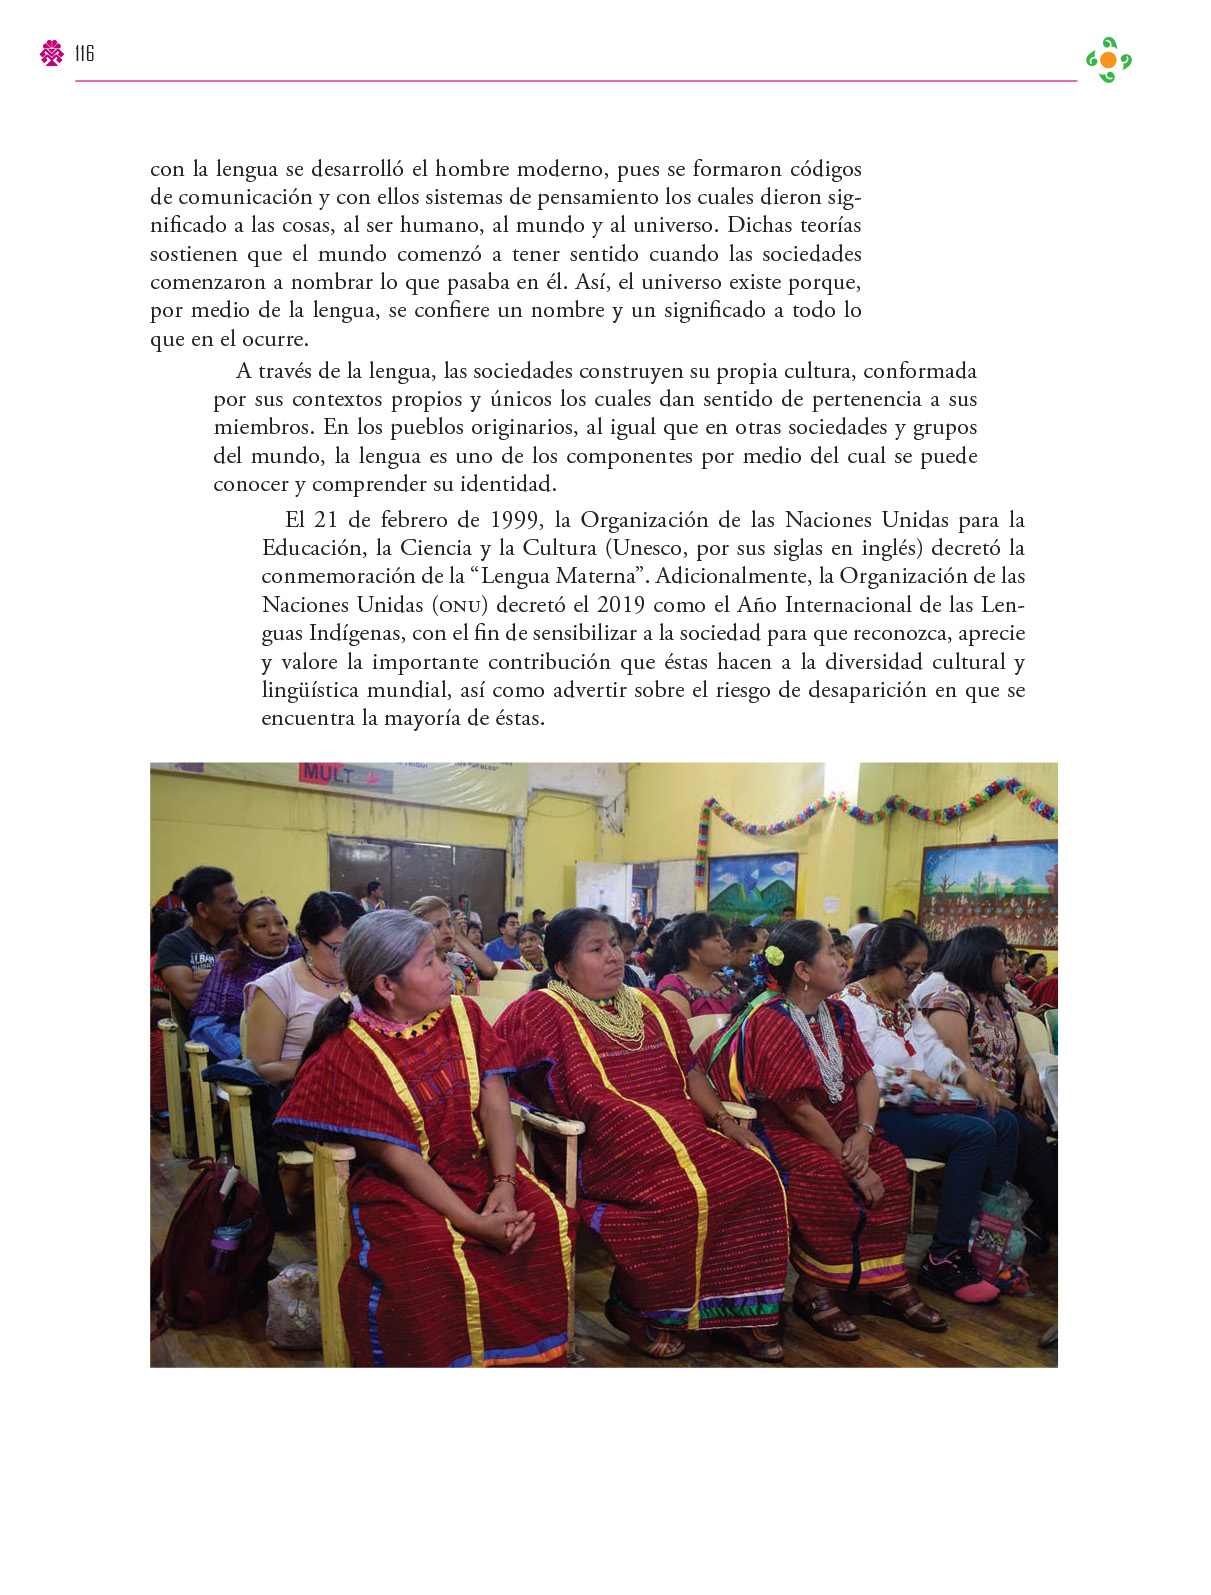 116
con la lengua se desarrolló el hombre moderno, pues se formaron códigos
de comunicación y con ellos sistemas de pensamiento los cuales dieron sig-
nificado a las cosas, al ser humano, al mundo y al universo. Dichas teorías
sostienen que el mundo comenzó a tener sentido cuando las sociedades
comenzaron a nombrar lo que pasaba en él. Así, el universo existe porque,
por medio de la lengua, se confiere un nombre y un significado a todo lo
que en el ocurre.
A través de la lengua, las sociedades construyen su propia cultura, conformada
por sus contextos propios y únicos los cuales dan sentido de pertenencia a sus
miembros. En los pueblos originarios, al igual que en otras sociedades y grupos
del mundo, la lengua es uno de los componentes por medio del cual se puede
conocer y comprender su identidad.
El 21 de febrero de 1999, la Organización de las Naciones Unidas para la
Educación, la Ciencia y la Cultura (Unesco, por sus siglas en inglés) decretó la
conmemoración de la “Lengua Materna”. Adicionalmente, la Organización de las
Naciones Unidas (ONU) decretó el 2019 como el Año Internacional de las Len-
guas Indígenas, con el fin de sensibilizar a la sociedad para que reconozca, aprecie
y valore la importante contribución que éstas hacen a la diversidad cultural y
lingüística mundial, así como advertir sobre el riesgo de desaparición en que se
encuentra la mayoría de éstas.
MULT